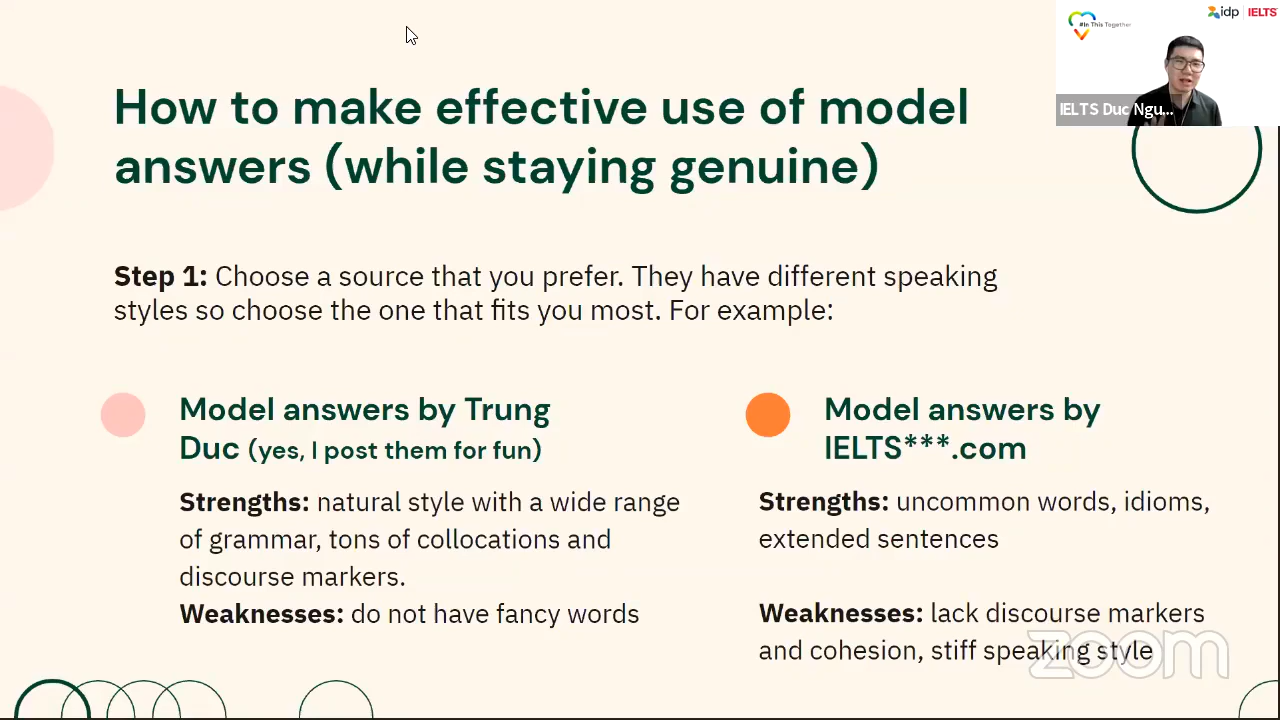 #In This Together
idp IELTS
IELTS Duc Ngu...
How to make effective use of model
answers (while staying genuine)
Step 1: Choose a source that you prefer. They have different speaking
styles so choose the one that fits you most. For example:
Model answers by Trung
Duc (yes, I post them for fun)
Strengths: natural style with a wide range
of grammar, tons of collocations and
discourse markers.
Weaknesses: do not have fancy words
Model answers by
IELTS***.com
Strengths: uncommon words, idioms,
extended sentences
Weaknesses: lack discourse markers
and cohesion, stiff speaking style
zoom